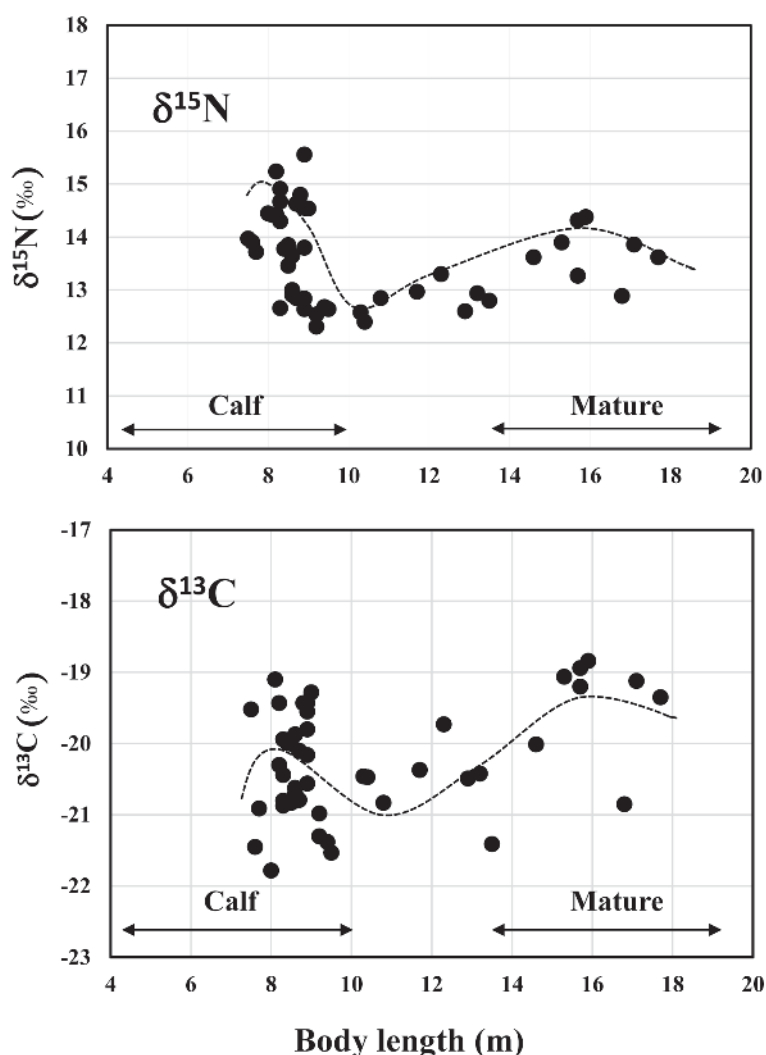 18
17
16
15
14
13
12
11
10
δ¹⁵N (‰)
δ¹⁵N
Calf
Mature
4 6 8 10 12 14 16 18 20
-17
-18
-19
-20
-21
-22
-23
δ¹³C (‰)
δ¹³C
Calf
Mature
4 6 8 10 12 14 16 18 20
Body length (m)